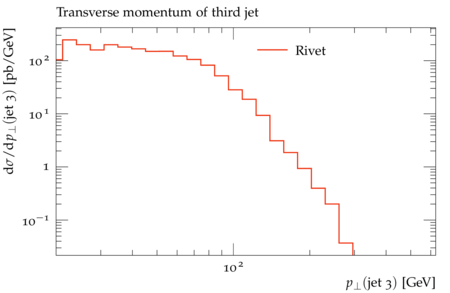 Transverse momentum of third jet
dσ/dp⊥(jet 3) [pb/GeV]
Rivet
10²
10¹
1
10⁻¹
10²
p⊥(jet 3) [GeV]